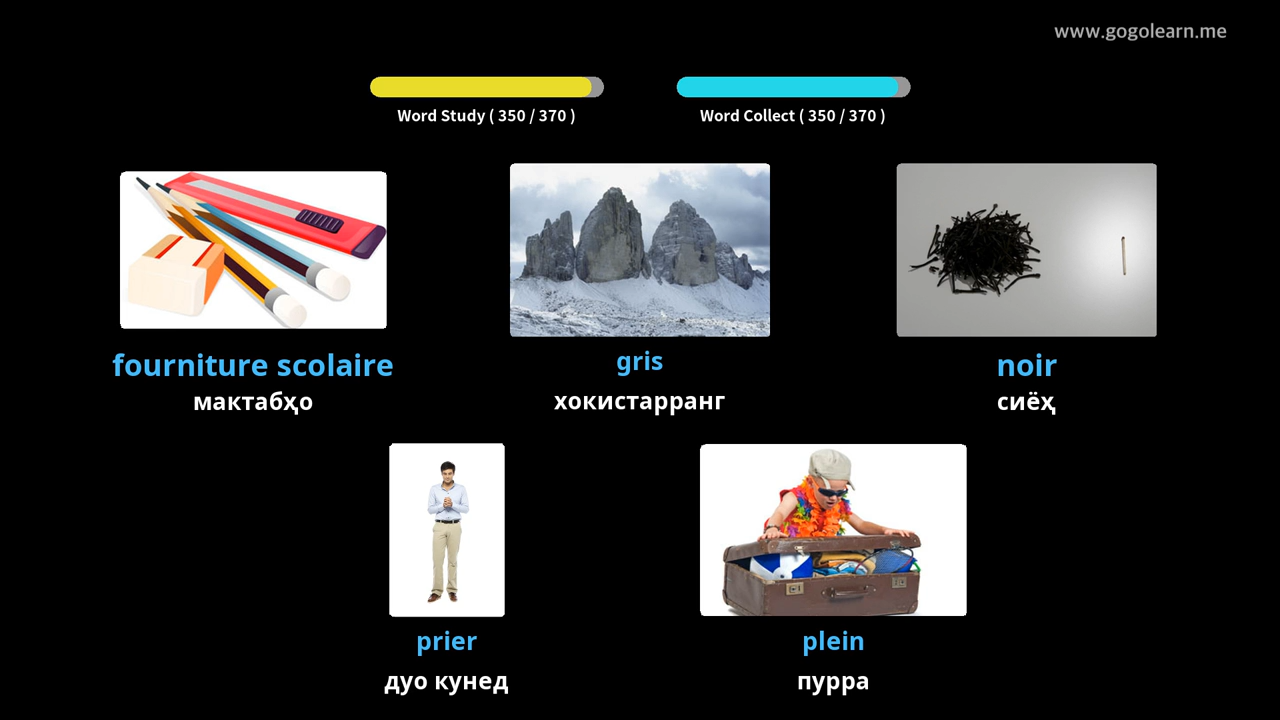 www.gogolearn.me
Word Study ( 350 / 370 )
Word Collect ( 350 / 370 )
fourniture scolaire
мактабҳо
gris
хокистарранг
noir
сиёҳ
prier
дуо кунед
plein
пурра